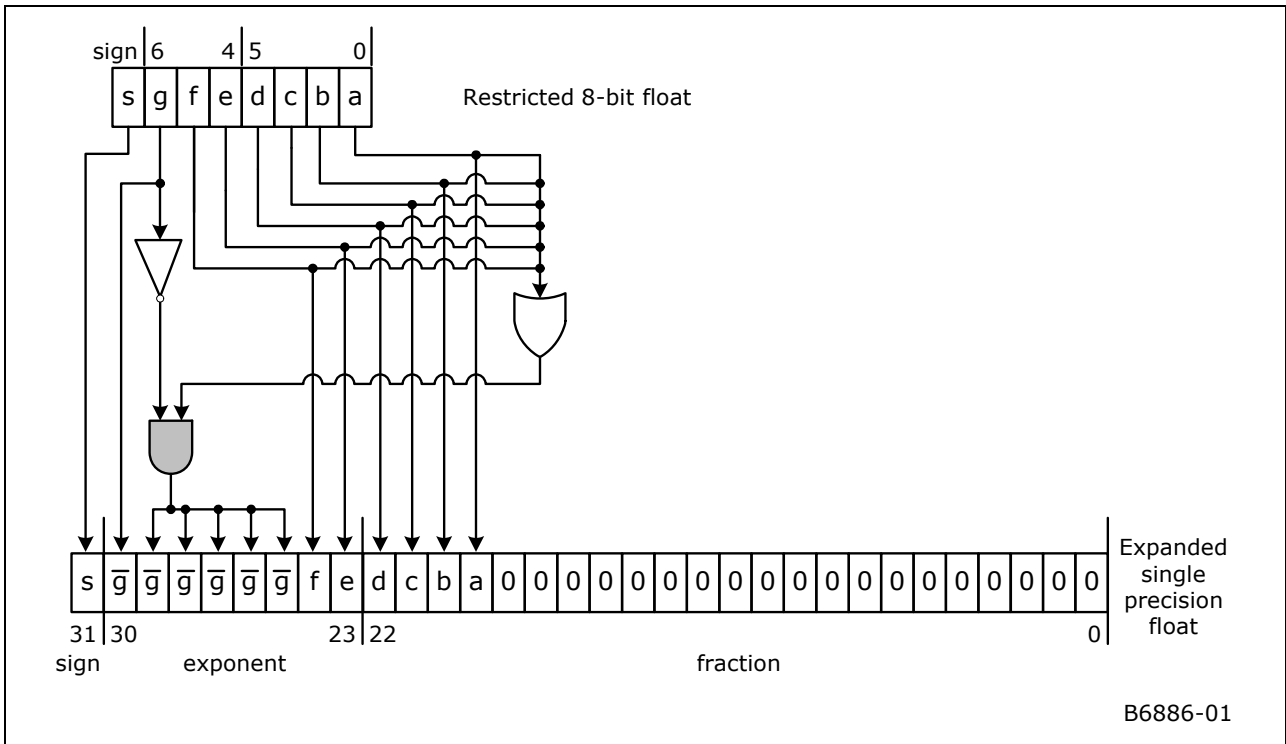 sign 6 4 5 0
s g f e d c b a
Restricted 8-bit float
s g̅ g̅ g̅ g̅ g̅ g̅ f e d c b a 0 0 0 0 0 0 0 0 0 0 0 0 0 0 0 0 0 0 0
Expanded
single
precision
float
31 30 23 22 0
sign exponent fraction
B6886-01